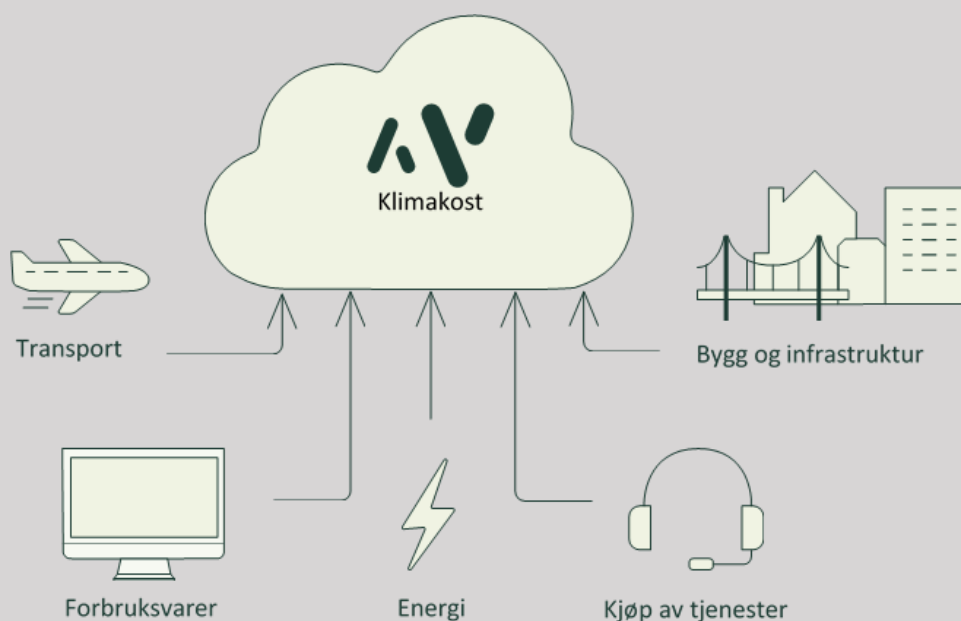 Klimakost
Transport
Bygg og infrastruktur
Forbruksvarer
Energi
Kjøp av tjenester